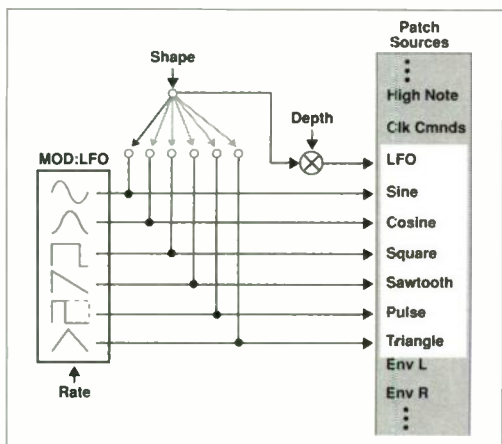 Patch
Sources
Shape
High Note
Depth
Clk Cmnds
MOD:LFO
LFO
Sine
Cosine
Square
Sawtooth
Pulse
Triangle
Env L
Rate
Env R